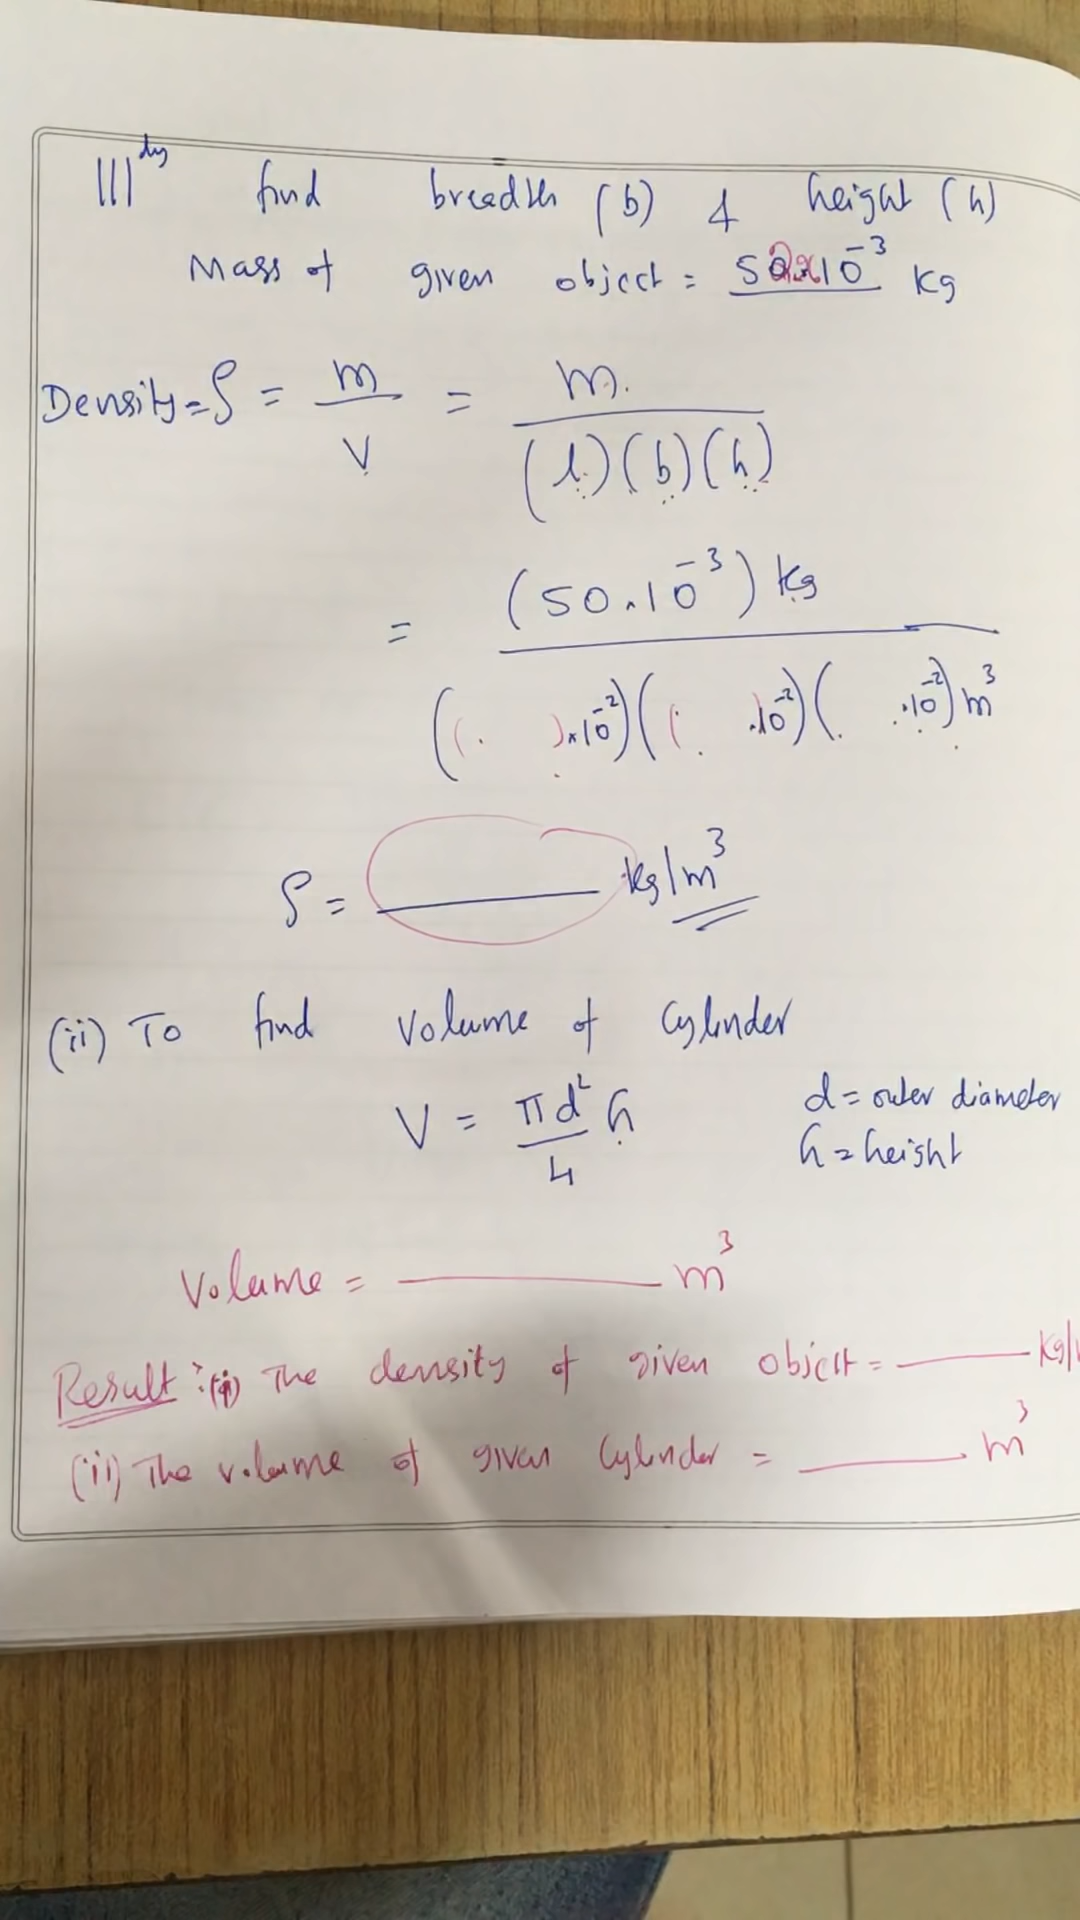 |||dy find breadth (b) & height (h)
Mass of given object = 50×10⁻³ kg
Density = ρ = m/V = m/(l)(b)(h)
= (50×10⁻³) kg / (( )×10⁻²)(( ×10⁻²)( ×10⁻²) m³
ρ = ______ kg/m³
(ii) To find volume of cylinder
V = πd²/4 h
d = outer diameter
h = height
Volume = ______ m³
Result :- (i) The density of given object = ______ kg/
(ii) The volume of given cylinder = ______ m³